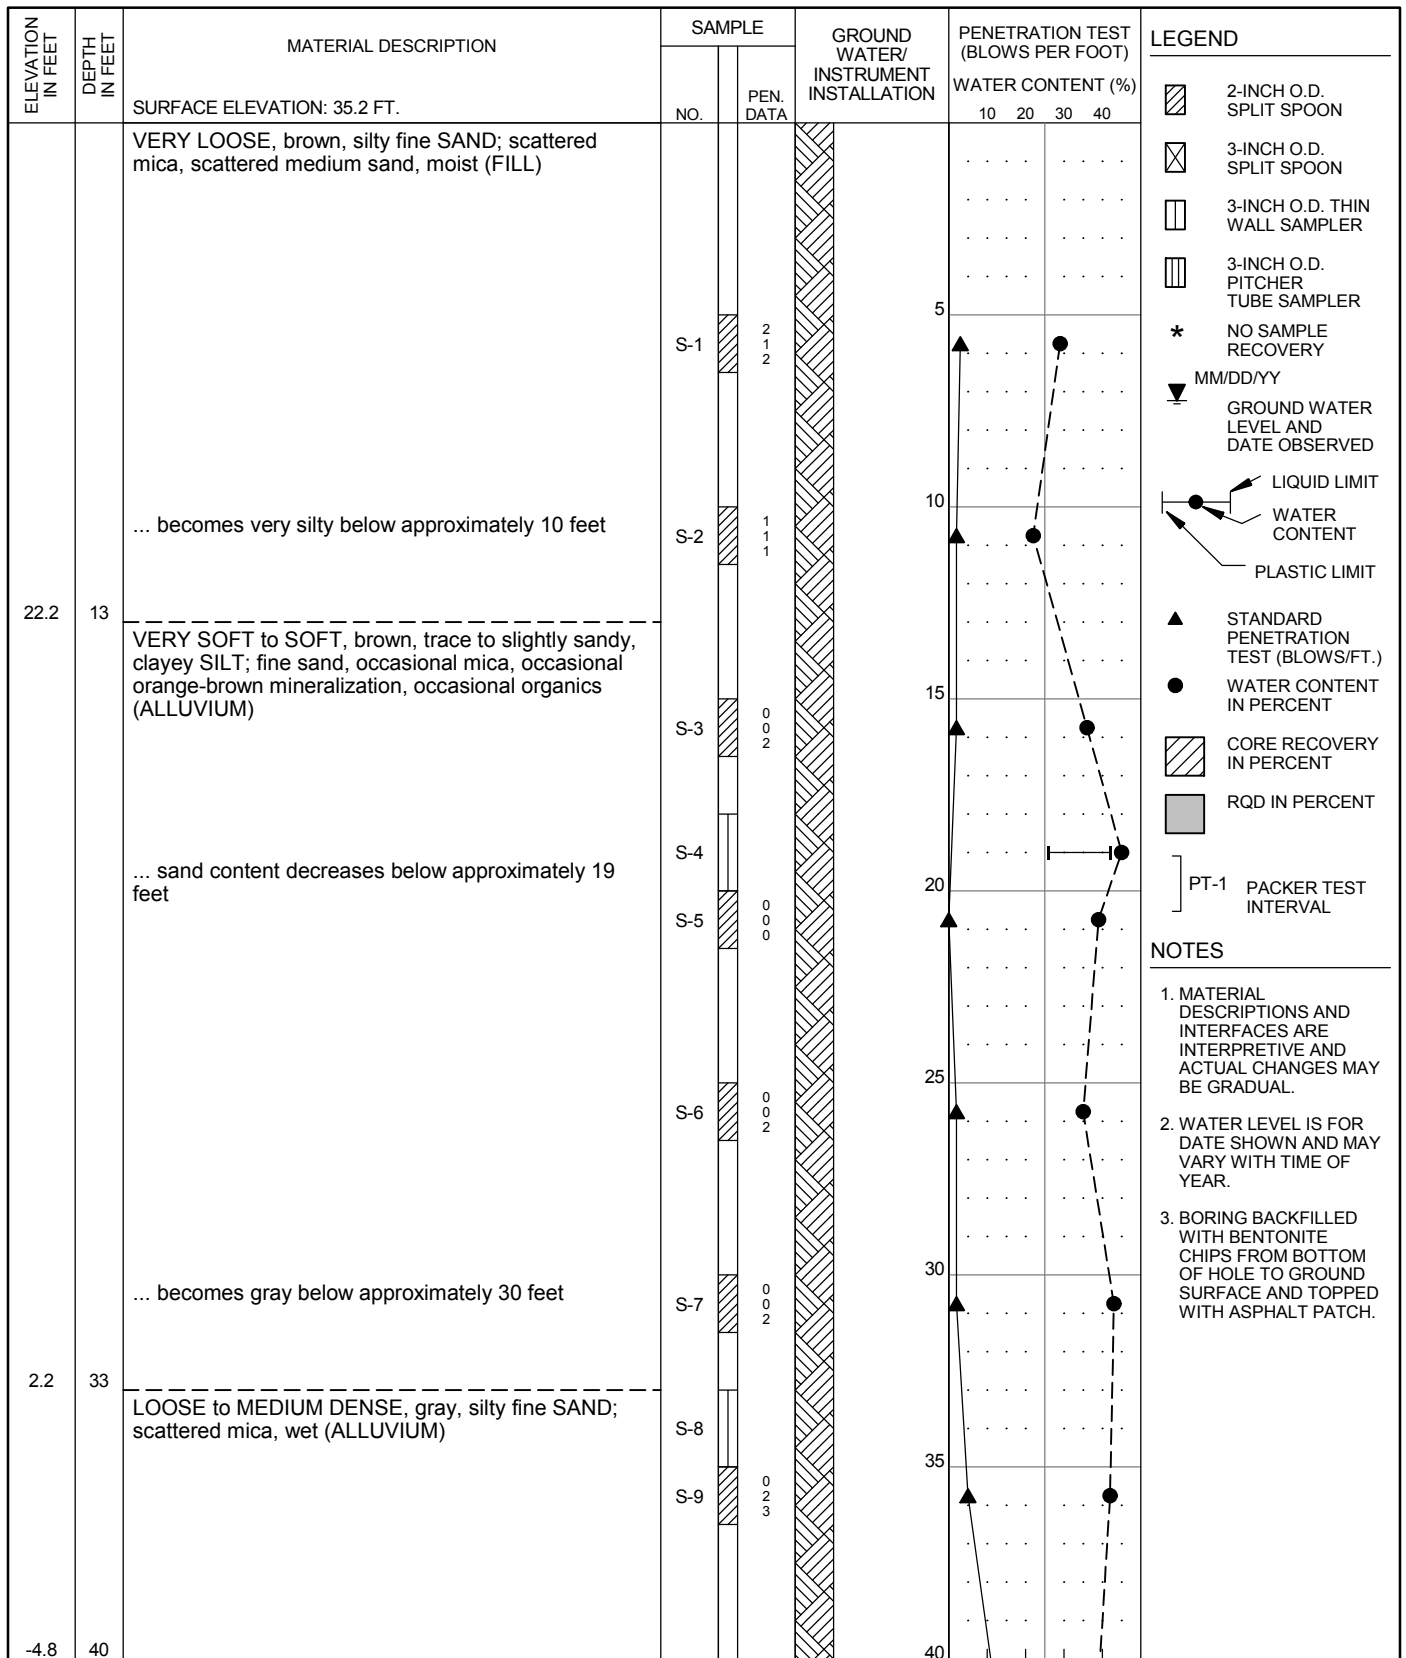 ELEVATION
IN FEET
DEPTH
IN FEET
MATERIAL DESCRIPTION
SURFACE ELEVATION: 35.2 FT.
SAMPLE
NO.
PEN.
DATA
GROUND
WATER/
INSTRUMENT
INSTALLATION
PENETRATION TEST
(BLOWS PER FOOT)
WATER CONTENT (%)
10 20 30 40
VERY LOOSE, brown, silty fine SAND; scattered
mica, scattered medium sand, moist (FILL)
5
S-1
2
1
2
10
... becomes very silty below approximately 10 feet
S-2
1
1
1
22.2 13
VERY SOFT to SOFT, brown, trace to slightly sandy,
clayey SILT; fine sand, occasional mica, occasional
orange-brown mineralization, occasional organics
(ALLUVIUM)
15
S-3
0
0
2
S-4
... sand content decreases below approximately 19
feet
20
S-5
0
0
0
25
S-6
0
0
2
30
... becomes gray below approximately 30 feet
S-7
0
0
2
2.2 33
LOOSE to MEDIUM DENSE, gray, silty fine SAND;
scattered mica, wet (ALLUVIUM)
S-8
35
S-9
0
2
3
-4.8 40
40
LEGEND
2-INCH O.D.
SPLIT SPOON
3-INCH O.D.
SPLIT SPOON
3-INCH O.D. THIN
WALL SAMPLER
3-INCH O.D.
PITCHER
TUBE SAMPLER
* NO SAMPLE
RECOVERY
MM/DD/YY
GROUND WATER
LEVEL AND
DATE OBSERVED
LIQUID LIMIT
WATER
CONTENT
PLASTIC LIMIT
STANDARD
PENETRATION
TEST (BLOWS/FT.)
WATER CONTENT
IN PERCENT
CORE RECOVERY
IN PERCENT
RQD IN PERCENT
PT-1 PACKER TEST
INTERVAL
NOTES
1. MATERIAL
DESCRIPTIONS AND
INTERFACES ARE
INTERPRETIVE AND
ACTUAL CHANGES MAY
BE GRADUAL.
2. WATER LEVEL IS FOR
DATE SHOWN AND MAY
VARY WITH TIME OF
YEAR.
3. BORING BACKFILLED
WITH BENTONITE
CHIPS FROM BOTTOM
OF HOLE TO GROUND
SURFACE AND TOPPED
WITH ASPHALT PATCH.